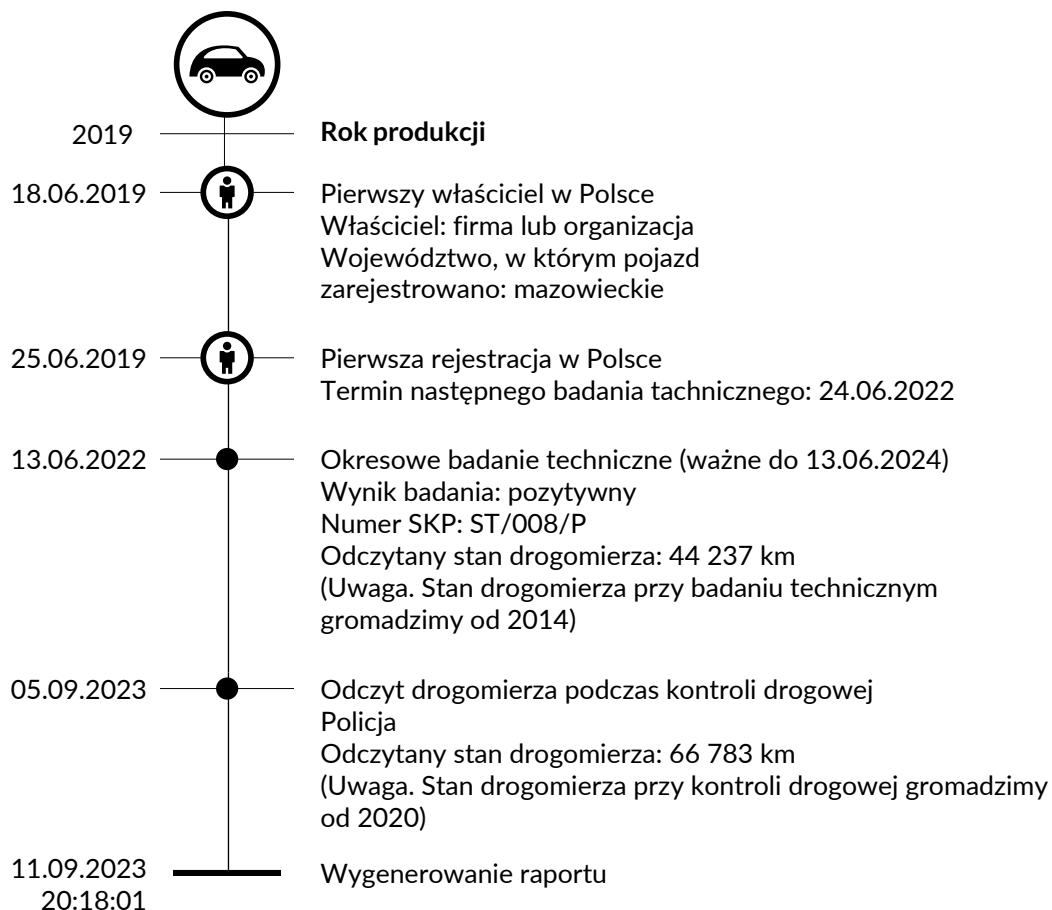 2019
Rok produkcji
18.06.2019
Pierwszy właściciel w Polsce
Właściciel: firma lub organizacja
Województwo, w którym pojazd
zarejestrowano: mazowieckie
25.06.2019
Pierwsza rejestracja w Polsce
Termin następnego badania tachnicznego: 24.06.2022
13.06.2022
Okresowe badanie techniczne (ważne do 13.06.2024)
Wynik badania: pozytywny
Numer SKP: ST/008/P
Odczytany stan drogomierza: 44 237 km
(Uwaga. Stan drogomierza przy badaniu technicznym
gromadzimy od 2014)
05.09.2023
Odczyt drogomierza podczas kontroli drogowej
Policja
Odczytany stan drogomierza: 66 783 km
(Uwaga. Stan drogomierza przy kontroli drogowej gromadzimy
od 2020)
11.09.2023
20:18:01
Wygenerowanie raportu